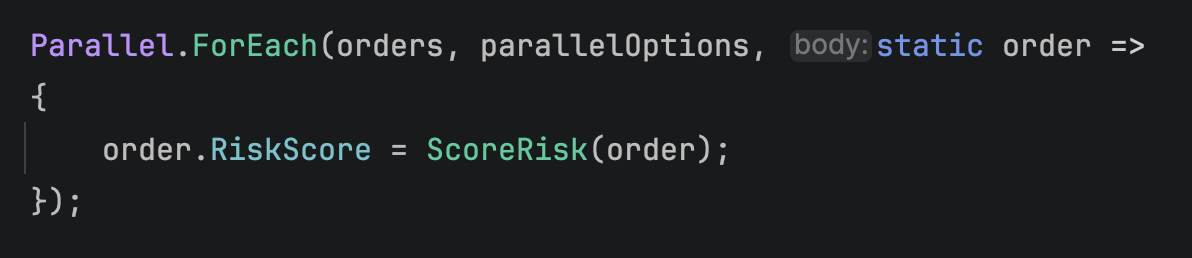 Parallel.ForEach(orders, parallelOptions, body: static order =>
{
    order.RiskScore = ScoreRisk(order);
});